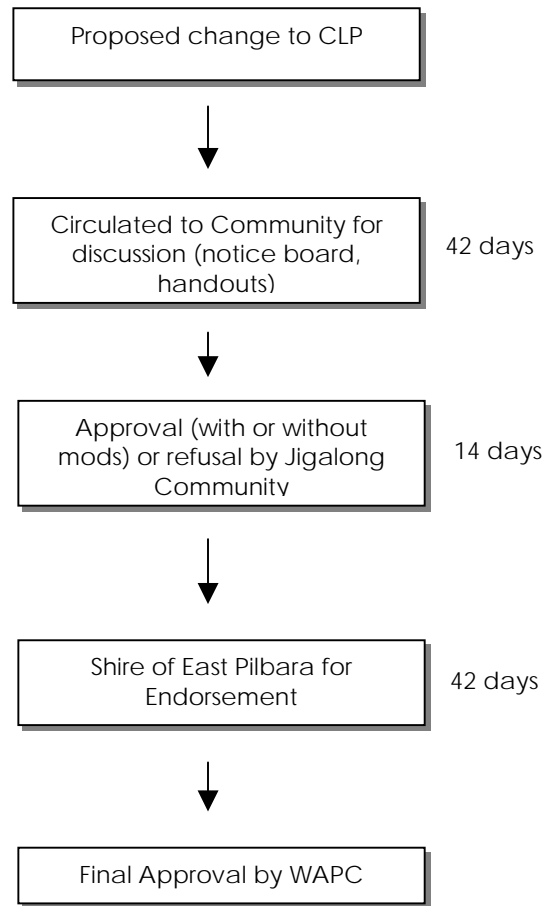 Proposed change to CLP
Circulated to Community for
discussion (notice board,
handouts)
42 days
Approval (with or without
mods) or refusal by Jigalong
Community
14 days
Shire of East Pilbara for
Endorsement
42 days
Final Approval by WAPC